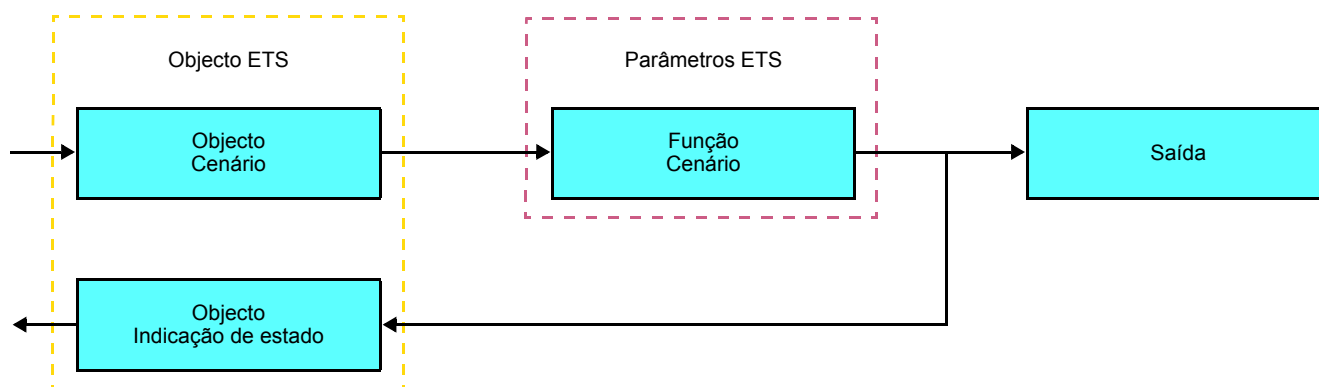 Objecto ETS
Parâmetros ETS
Objecto
Cenário
Função
Cenário
Saída
Objecto
Indicação de estado